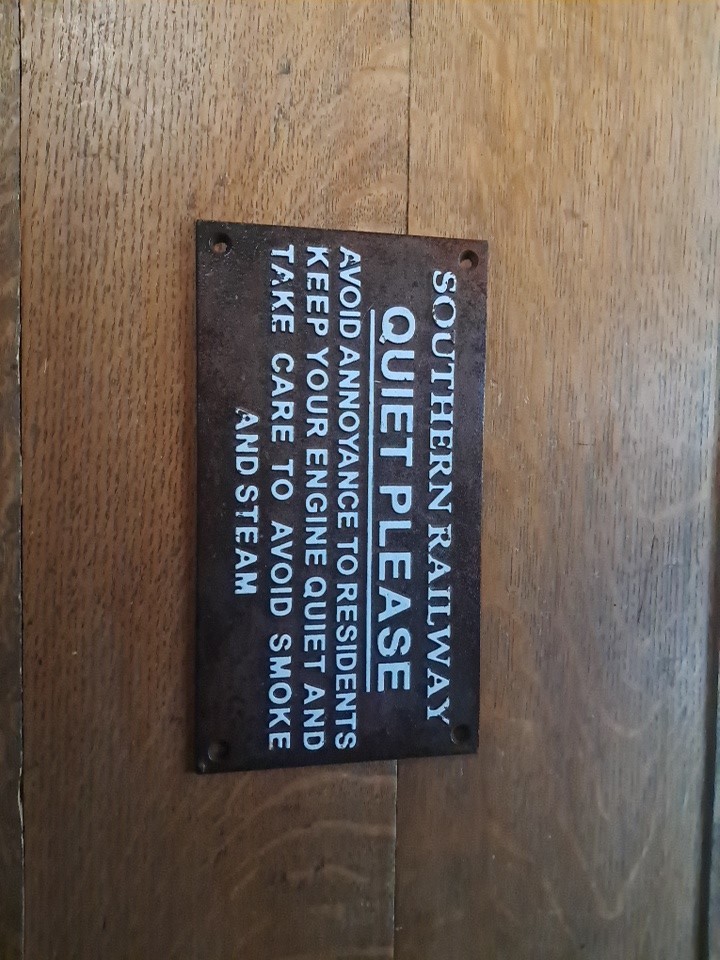 SOUTHERN RAILWAY
QUIET PLEASE
AVOID ANNOYANCE TO RESIDENTS
KEEP YOUR ENGINE QUIET AND
TAKE CARE TO AVOID SMOKE
AND STEAM